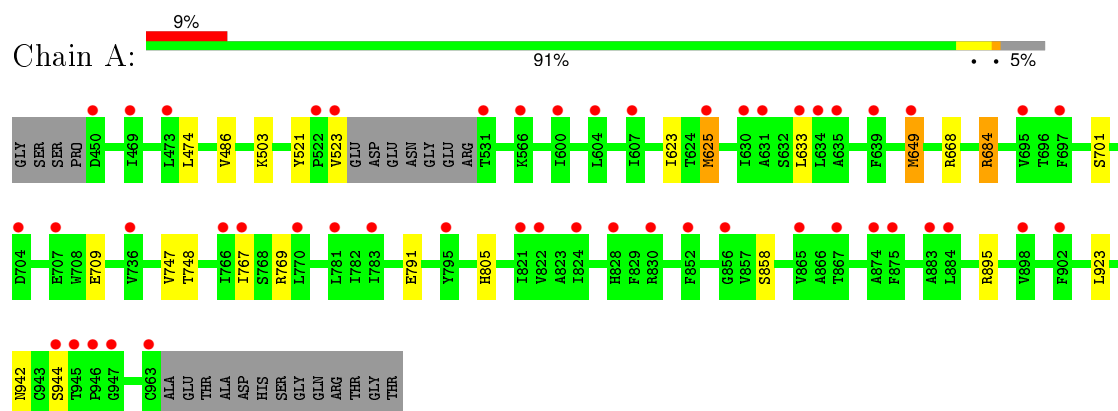 9%
Chain A:
91% • • 5%
GLY SER SER PRO D450 I469 L473 L474 V486 K503 Y521 P522 V523 GLU ASP GLU ASN GLY GLU ARG T531 K566 I600 L604 I607 I623 T624 M625 I630 A631 S632 L633 L634 A635 F639 M649 R668 R684 V695 T696 F697 S701
D704 E707 W708 E709 V736 V747 T748 I766 I767 S768 R769 L770 L781 I782 I783 E791 Y795 H805 I821 V822 A823 I824 H828 F829 R830 F852 G856 V857 S858 V865 A866 T867 A874 F875 A883 L884 R895 V898 F902 L923
N942 C943 S944 T945 P946 G947 C963 ALA GLU THR ALA ASP HIS SER GLY GLN ARG THR GLY THR